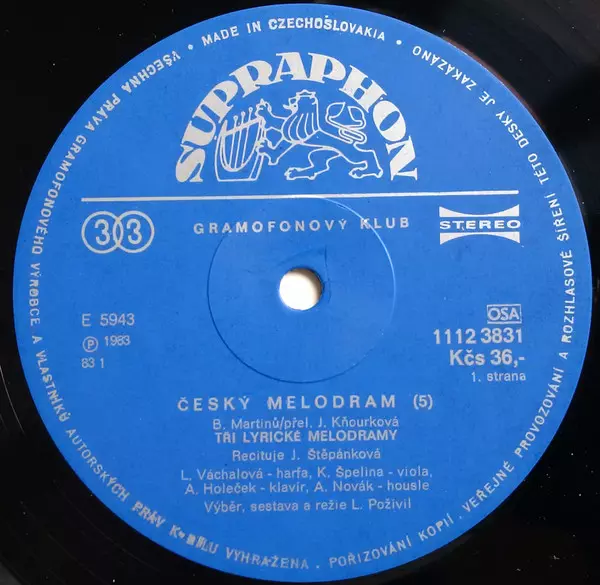 VŠECHNA PRÁVA GRAMOFONOVÉHO VÝROBCE A VLASTNÍKŮ AUTORSKÝCH PRÁV K VYHRAŽENA. POŘIZOVÁNÍ KOPIÍ, VEŘEJNÉ PROVOZOVÁNÍ A ROZHLASOVÉ ŠÍŘENÍ TÉTO DESKY JE ZAKÁZÁNO
• MADE IN CZECHOSLOVAKIA •
SUPRAPHON
33
GRAMOFONOVÝ KLUB
STEREO
E 5943
Ⓟ 1983
83 1
OSA
1112 3831
Kčs 36,-
1. strana
ČESKÝ MELODRAM (5)
B. Martinů/přel. J. Kňourková
TŘI LYRICKÉ MELODRAMY
Recituje J. Štěpánková
L. Váchalová - harfa, K. Špelina - viola,
A. Holeček - klavír, A. Novák - housle
Výběr, sestava a režie L. Poživil